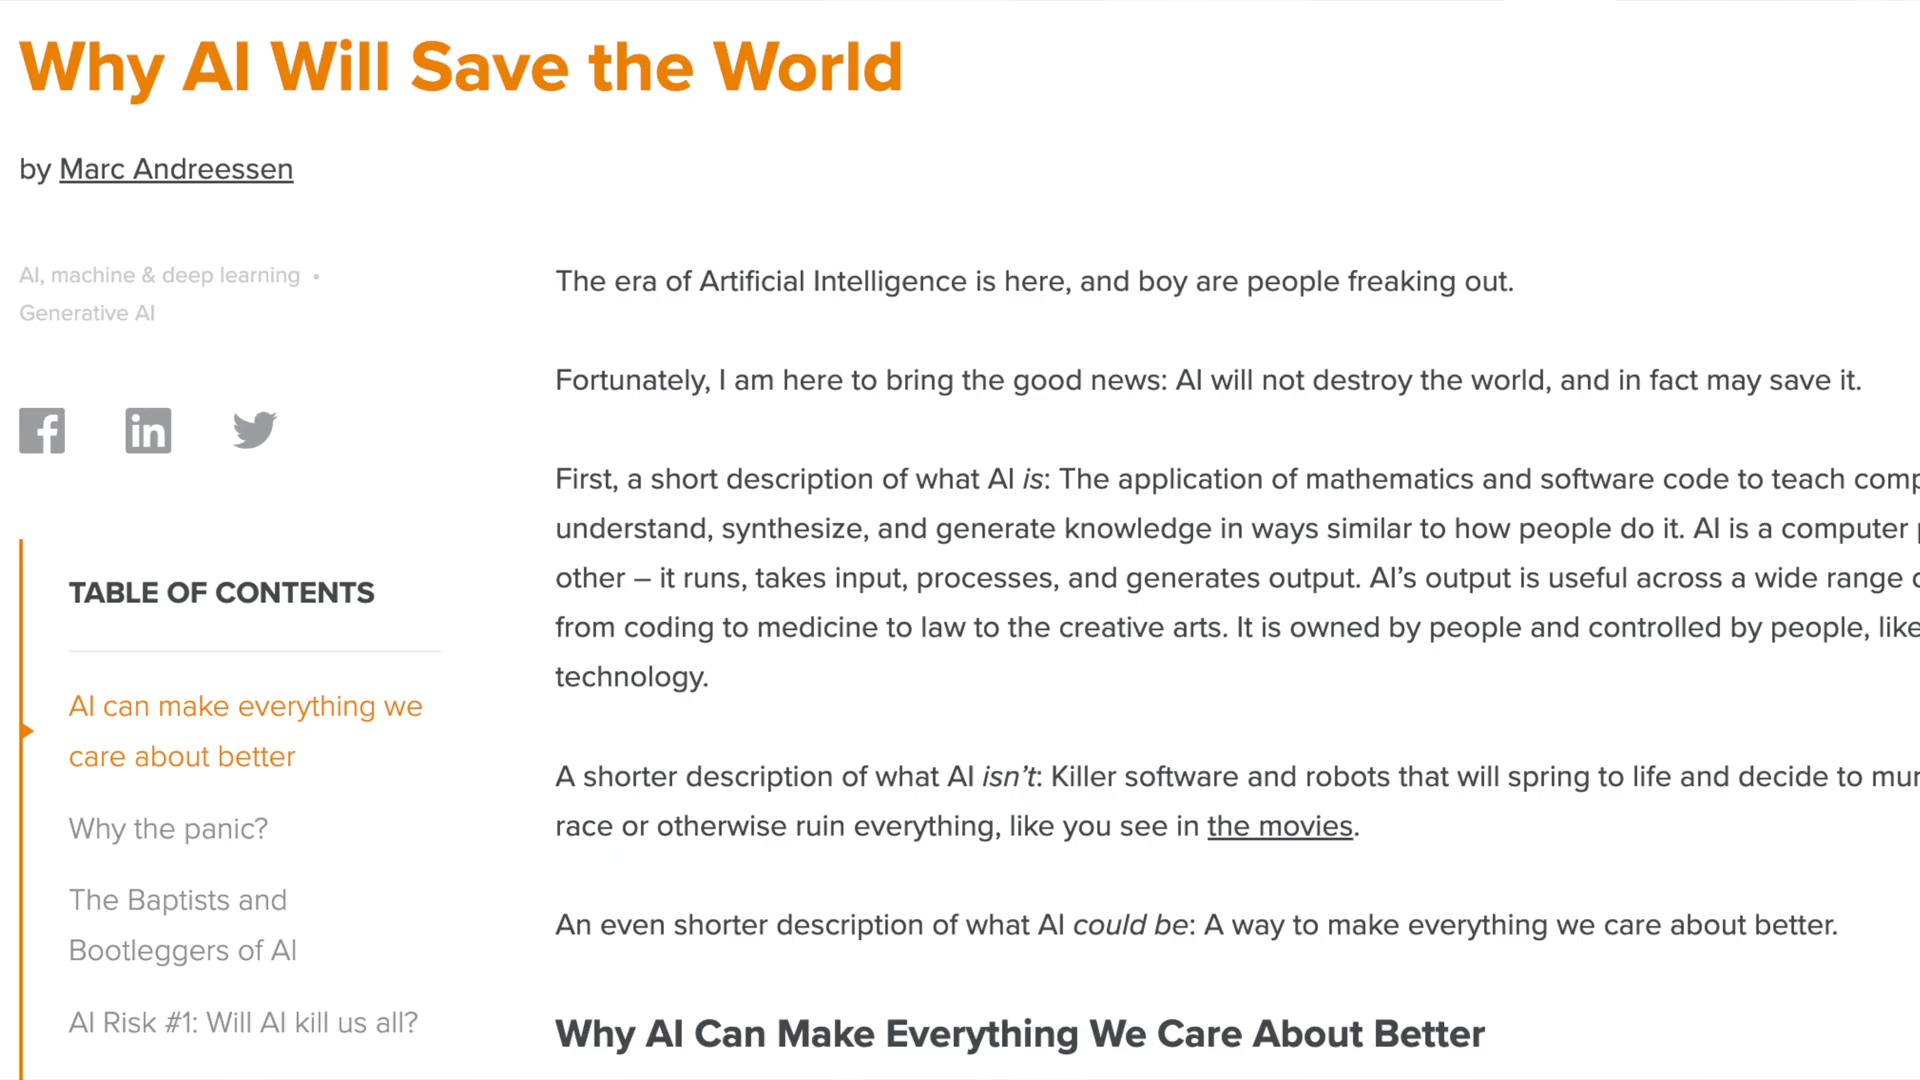 Why AI Will Save the World
by Marc Andreessen
AI, machine & deep learning •
Generative AI
TABLE OF CONTENTS
AI can make everything we
care about better
Why the panic?
The Baptists and
Bootleggers of AI
AI Risk #1: Will AI kill us all?
The era of Artificial Intelligence is here, and boy are people freaking out.
Fortunately, I am here to bring the good news: AI will not destroy the world, and in fact may save it.
First, a short description of what AI is: The application of mathematics and software code to teach
understand, synthesize, and generate knowledge in ways similar to how people do it. AI is a computer
other – it runs, takes input, processes, and generates output. AI's output is useful across a wide range
from coding to medicine to law to the creative arts. It is owned by people and controlled by people, like
technology.
A shorter description of what AI isn't: Killer software and robots that will spring to life and decide to
race or otherwise ruin everything, like you see in the movies.
An even shorter description of what AI could be: A way to make everything we care about better.
Why AI Can Make Everything We Care About Better